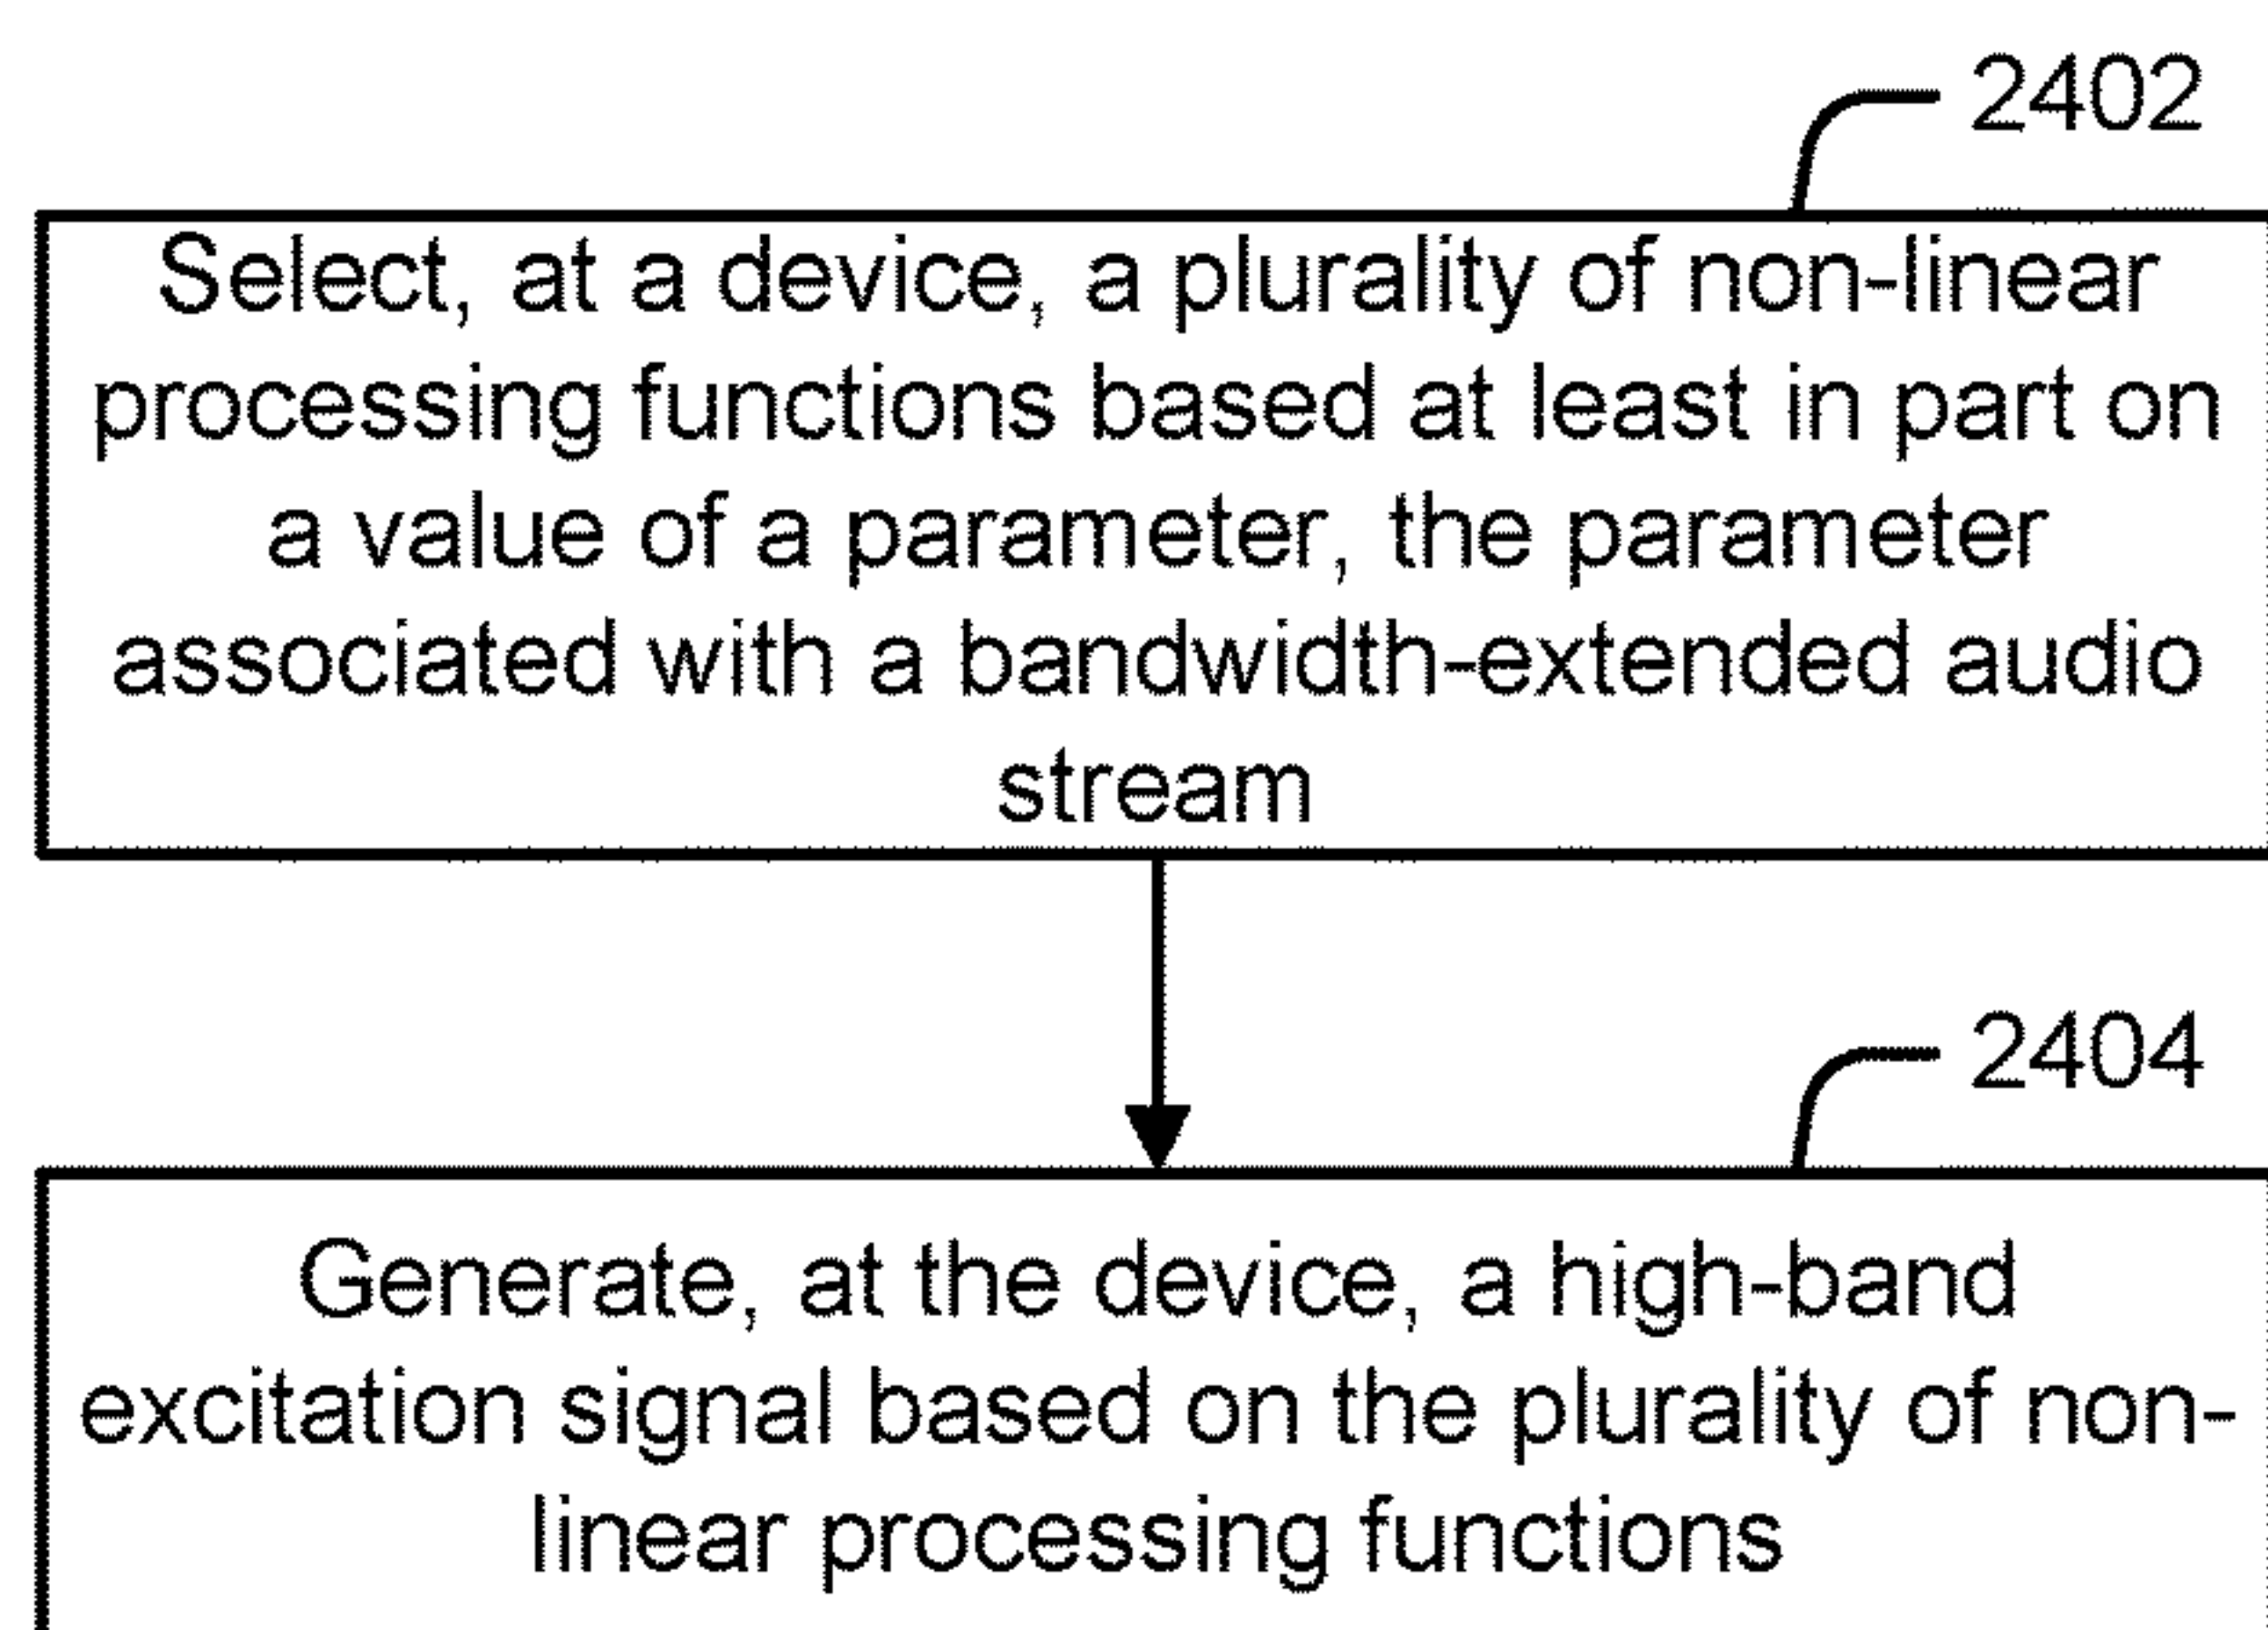 2402
Select, at a device, a plurality of non-linear
processing functions based at least in part on
a value of a parameter, the parameter
associated with a bandwidth-extended audio
stream
2404
Generate, at the device, a high-band
excitation signal based on the plurality of non-
linear processing functions